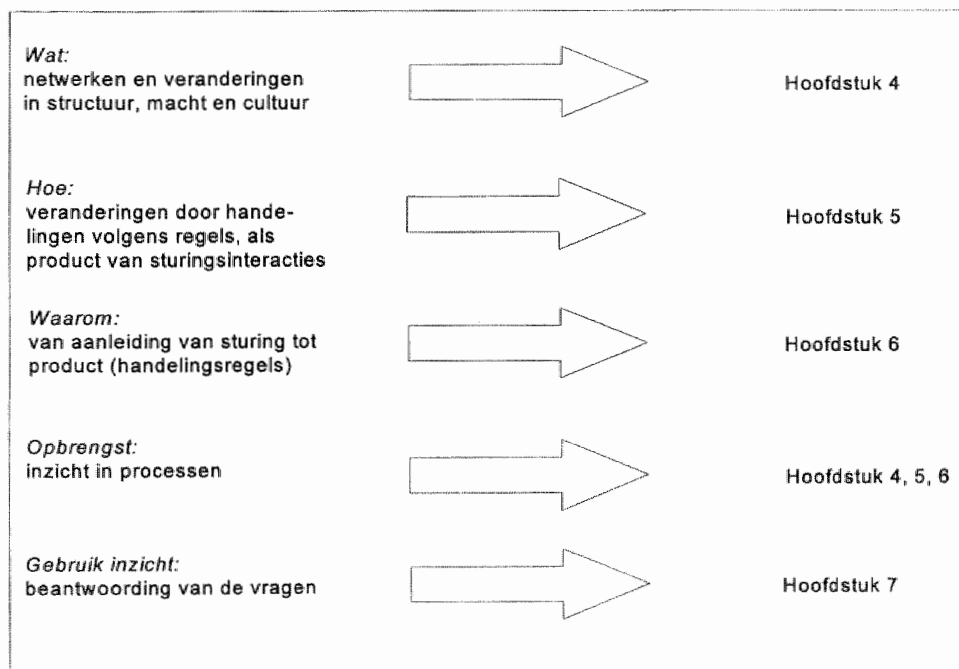 Wat:
netwerken en veranderingen
in structuur, macht en cultuur
Hoofdstuk 4
Hoe:
veranderingen door hande-
lingen volgens regels, als
product van sturingsinteracties
Hoofdstuk 5
Waarom:
van aanleiding van sturing tot
product (handelingsregels)
Hoofdstuk 6
Opbrengst:
inzicht in processen
Hoofdstuk 4, 5, 6
Gebruik inzicht:
beantwoording van de vragen
Hoofdstuk 7